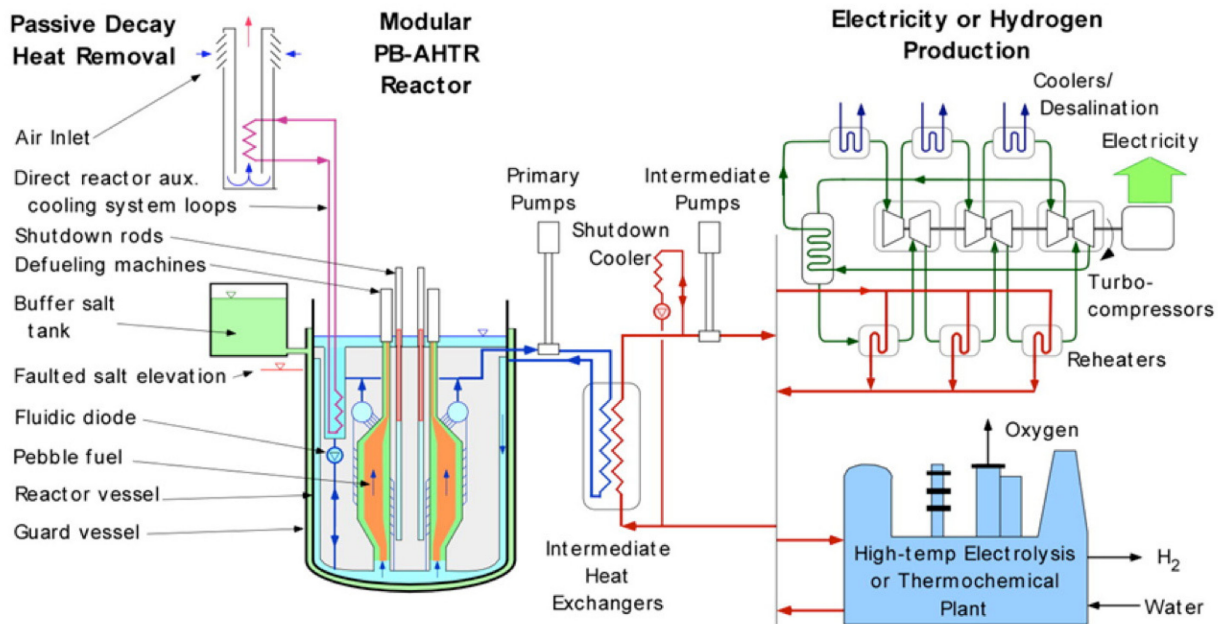 Passive Decay
Heat Removal
Modular
PB-AHTR
Reactor
Electricity or Hydrogen
Production
Air Inlet
Direct reactor aux.
cooling system loops
Shutdown rods
Defueling machines
Buffer salt
tank
Faulted salt elevation
Fluidic diode
Pebble fuel
Reactor vessel
Guard vessel
Primary
Pumps
Intermediate
Pumps
Shutdown
Cooler
Intermediate
Heat
Exchangers
Coolers/
Desalination
Electricity
Turbo-
compressors
Reheaters
Oxygen
High-temp Electrolysis
or Thermochemical
Plant
H₂
Water